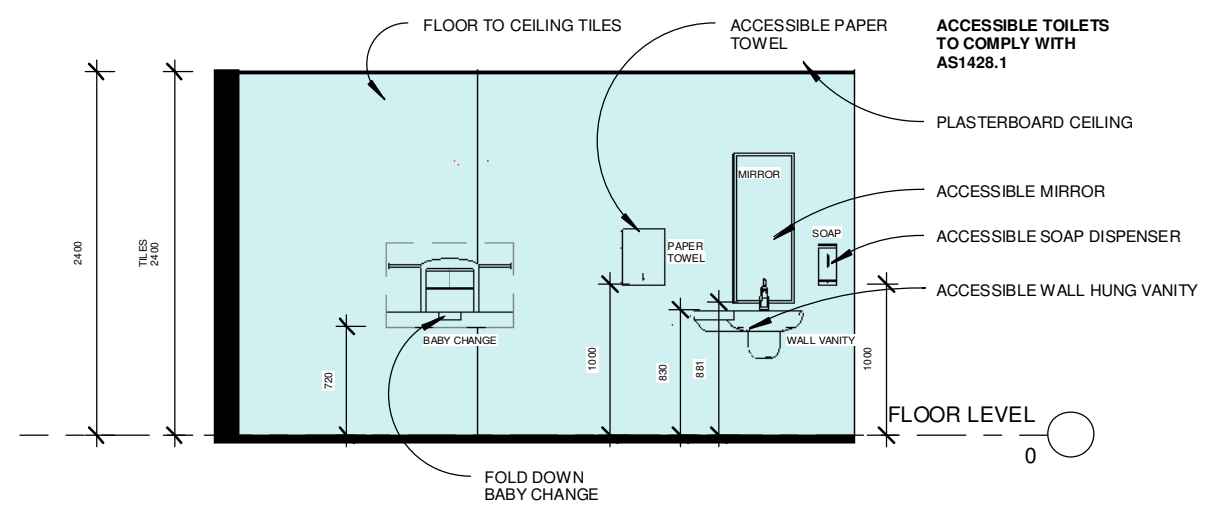 FLOOR TO CEILING TILES
ACCESSIBLE PAPER
TOWEL
ACCESSIBLE TOILETS
TO COMPLY WITH
AS1428.1
PLASTERBOARD CEILING
MIRROR
ACCESSIBLE MIRROR
SOAP
ACCESSIBLE SOAP DISPENSER
2400
TILES
2400
PAPER
TOWEL
ACCESSIBLE WALL HUNG VANITY
BABY CHANGE
WALL VANITY
720
1000
830
881
1000
FLOOR LEVEL
0
FOLD DOWN
BABY CHANGE